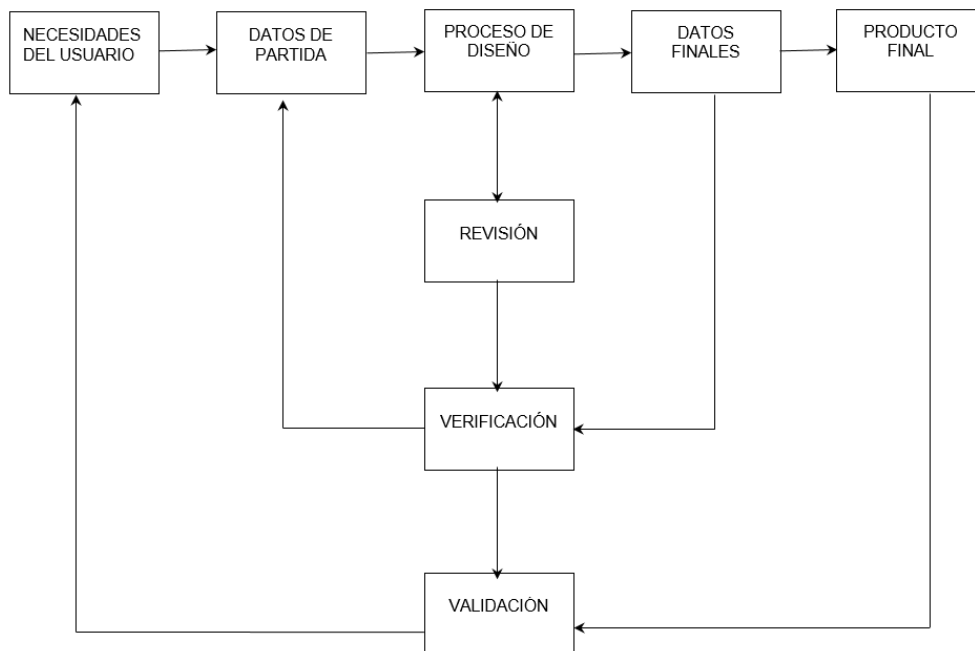 NECESIDADES
DEL USUARIO
DATOS DE
PARTIDA
PROCESO DE
DISEÑO
DATOS
FINALES
PRODUCTO
FINAL
REVISIÓN
VERIFICACIÓN
VALIDACIÓN